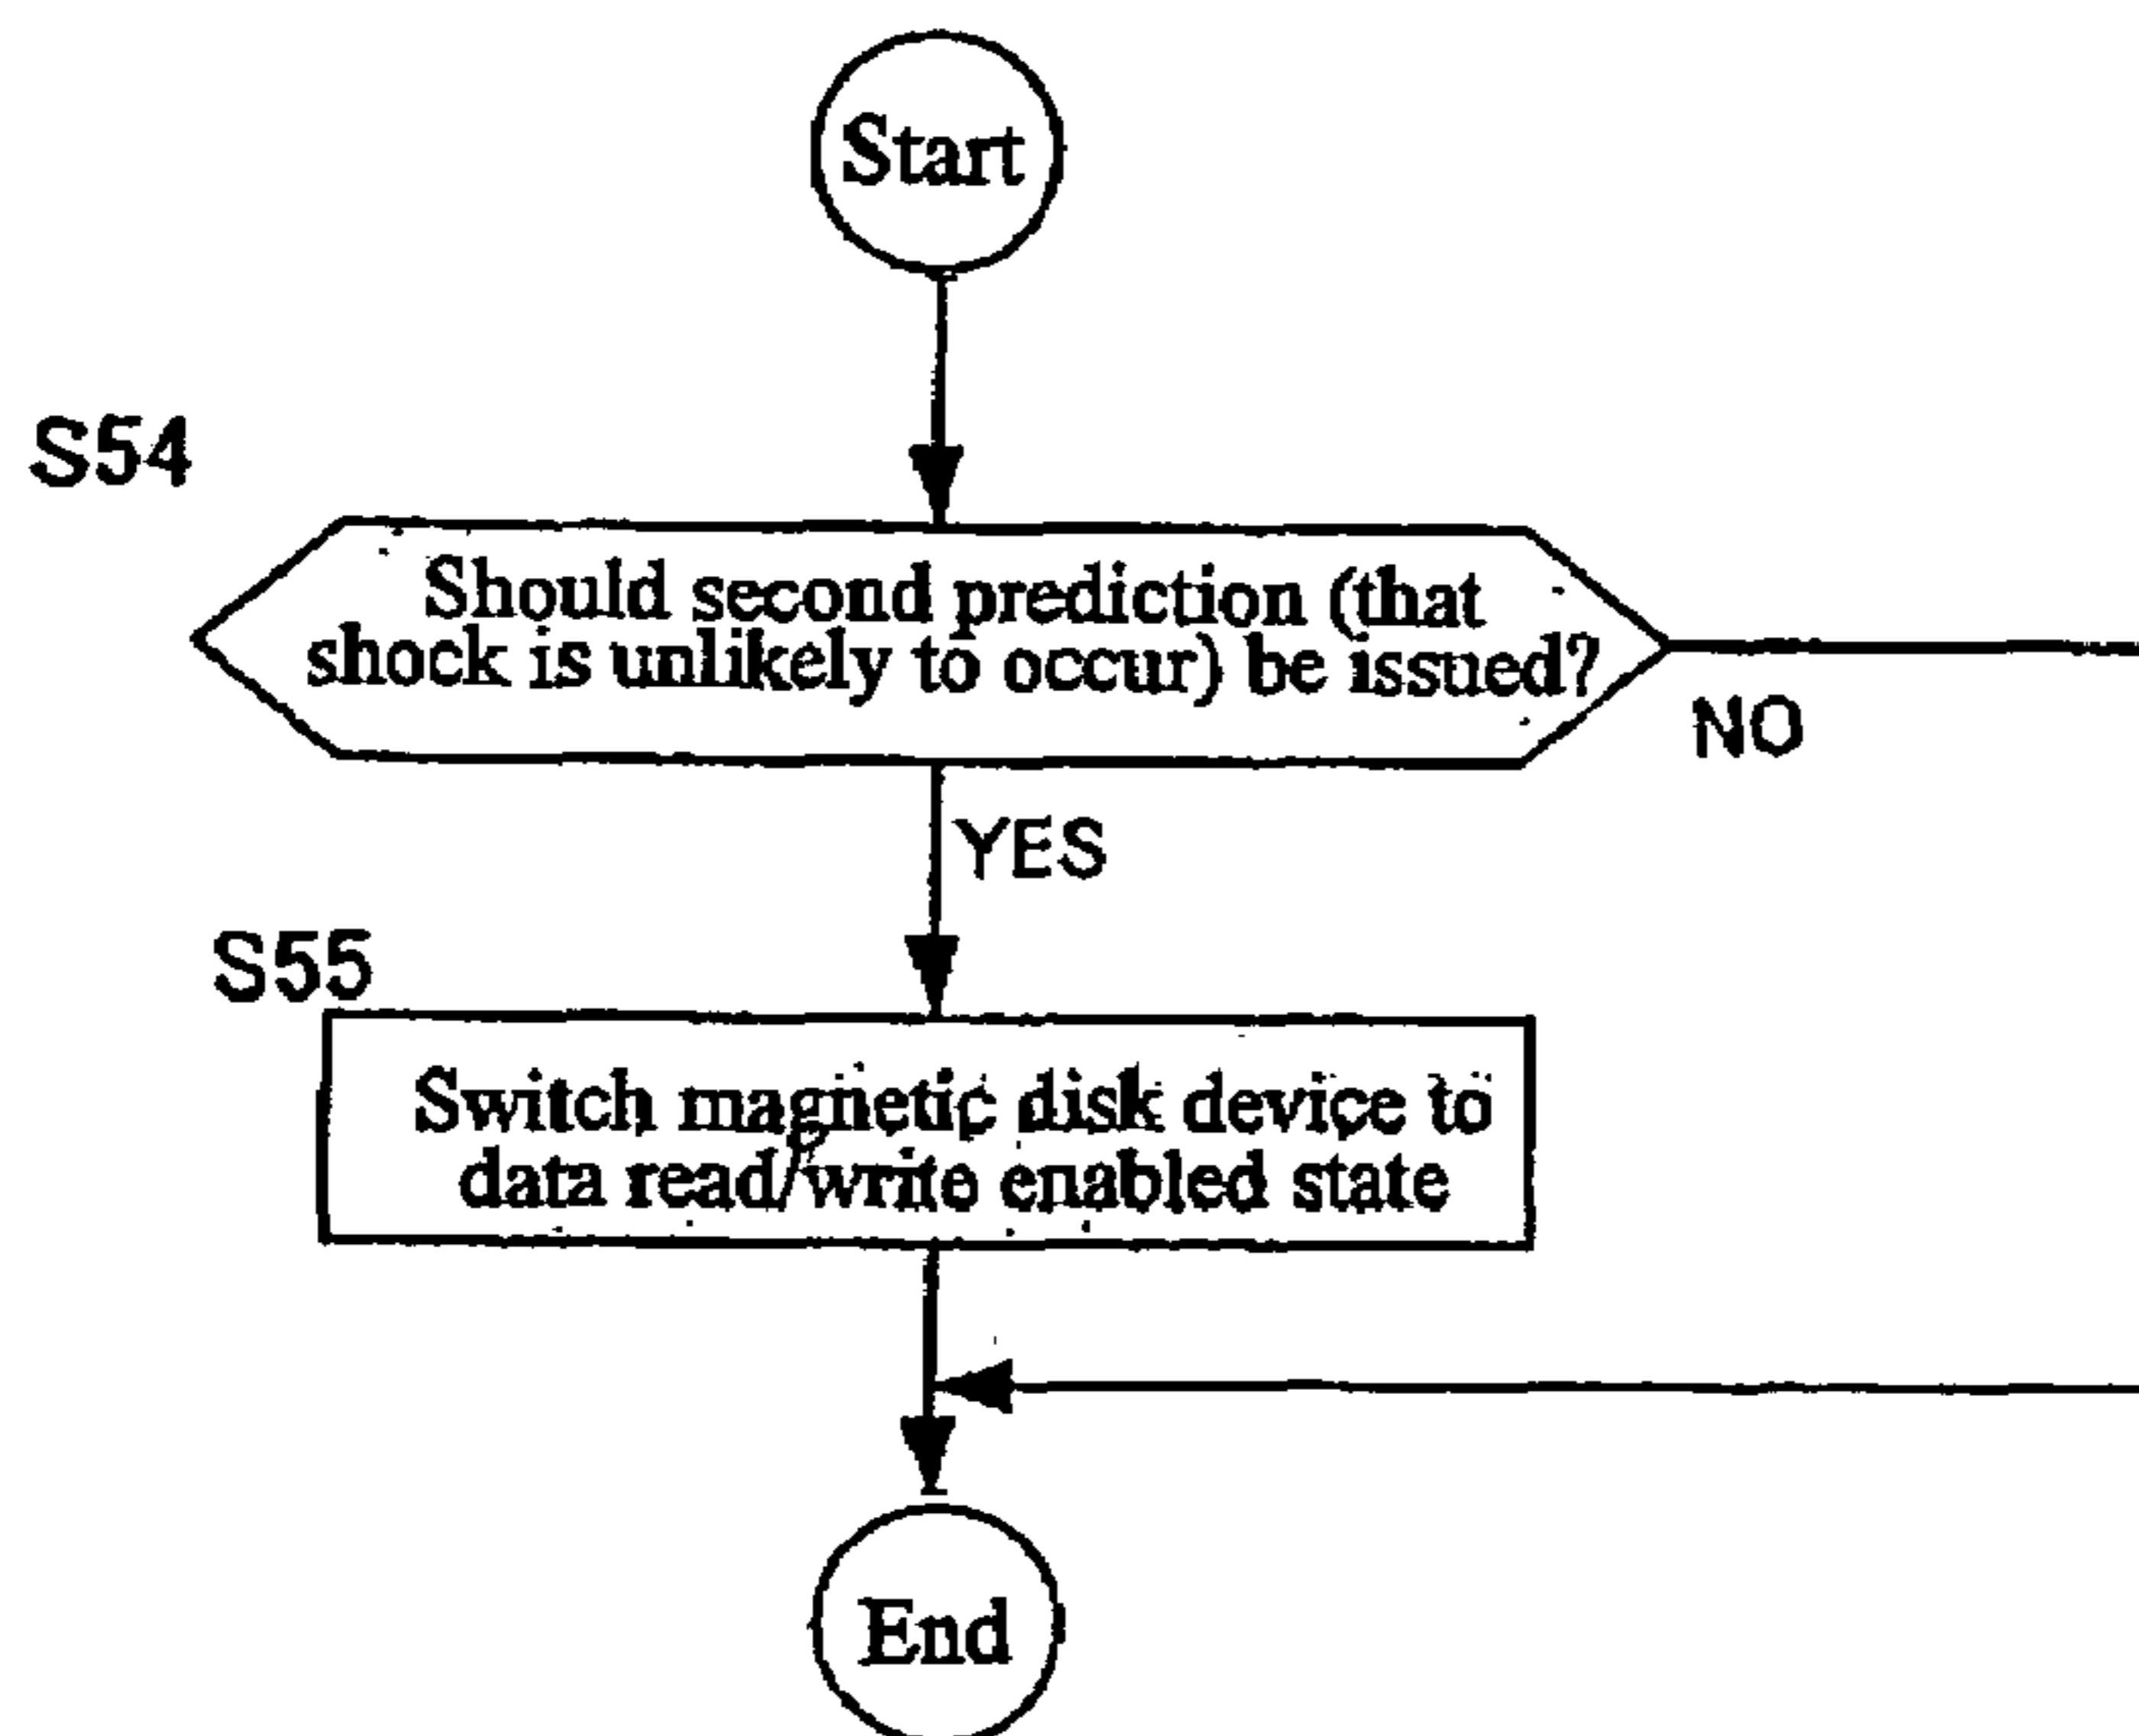 Start
S54
Should second prediction (that
shock is unlikely to occur) be issued?
NO
YES
S55
Switch magnetic disk device to
data read/write enabled state
End